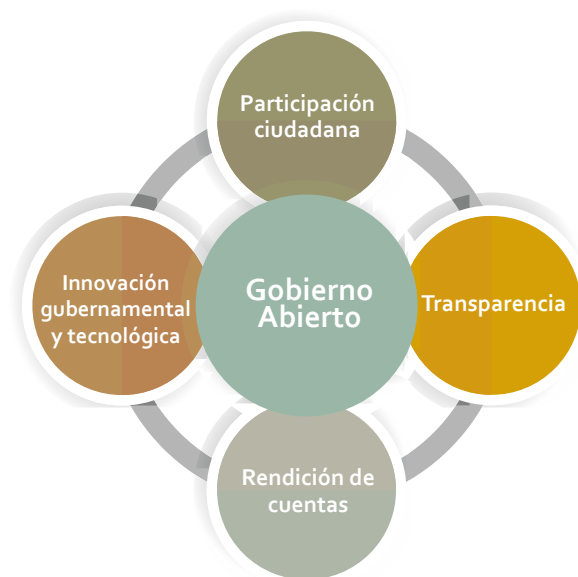 Participación
ciudadana
Innovación
gubernamental
y tecnológica
Gobierno
Abierto
Transparencia
Rendición de
cuentas